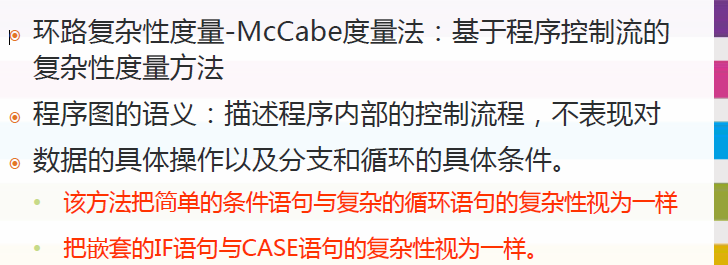 环路复杂性度量-McCabe度量法：基于程序控制流的
复杂性度量方法
程序图的语义：描述程序内部的控制流程，不表现对
数据的具体操作以及分支和循环的具体条件。
该方法把简单的条件语句与复杂的循环语句的复杂性视为一样
把嵌套的IF语句与CASE语句的复杂性视为一样。